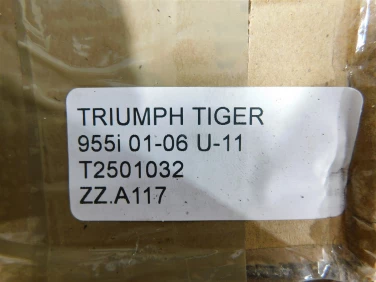 TRIUMPH TIGER
955i 01-06 U-11
T2501032
ZZ.A117